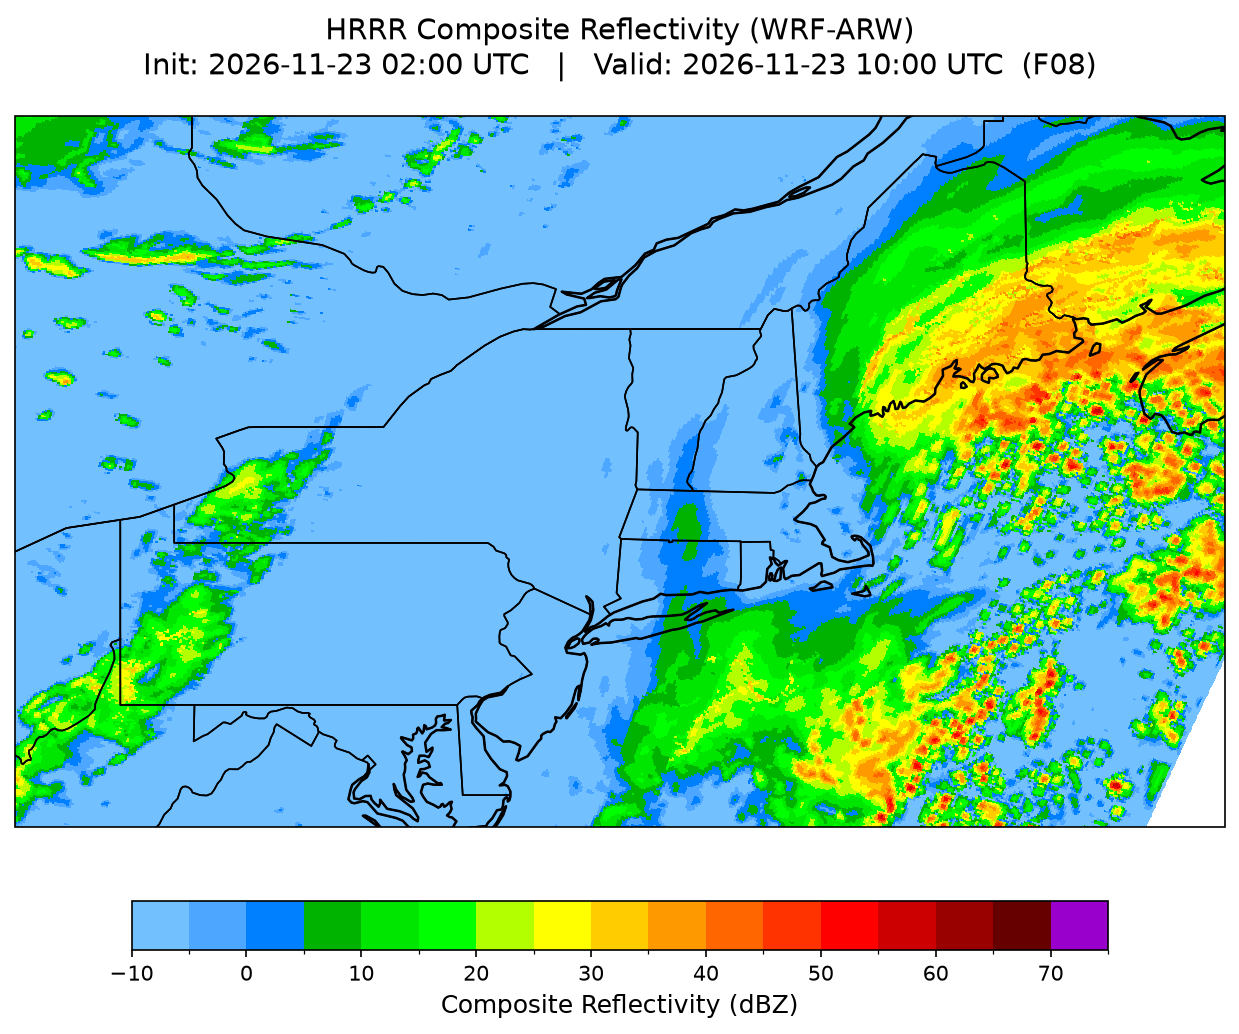 HRRR Composite Reflectivity (WRF-ARW)
Init: 2026-11-23 02:00 UTC   |   Valid: 2026-11-23 10:00 UTC  (F08)
−10 0 10 20 30 40 50 60 70
Composite Reflectivity (dBZ)